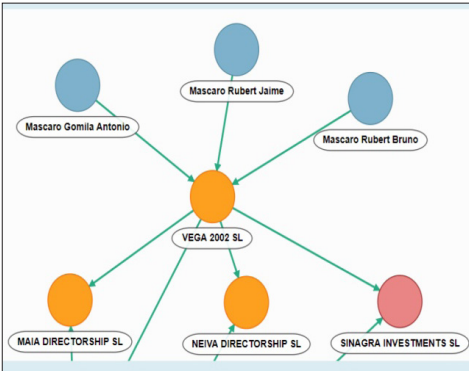 Mascaro Rubert Jaime
Mascaro Gomila Antonio
Mascaro Rubert Bruno
VEGA 2002 SL
MAIA DIRECTORSHIP SL
NEIVA DIRECTORSHIP SL
SINAGRA INVESTMENTS SL